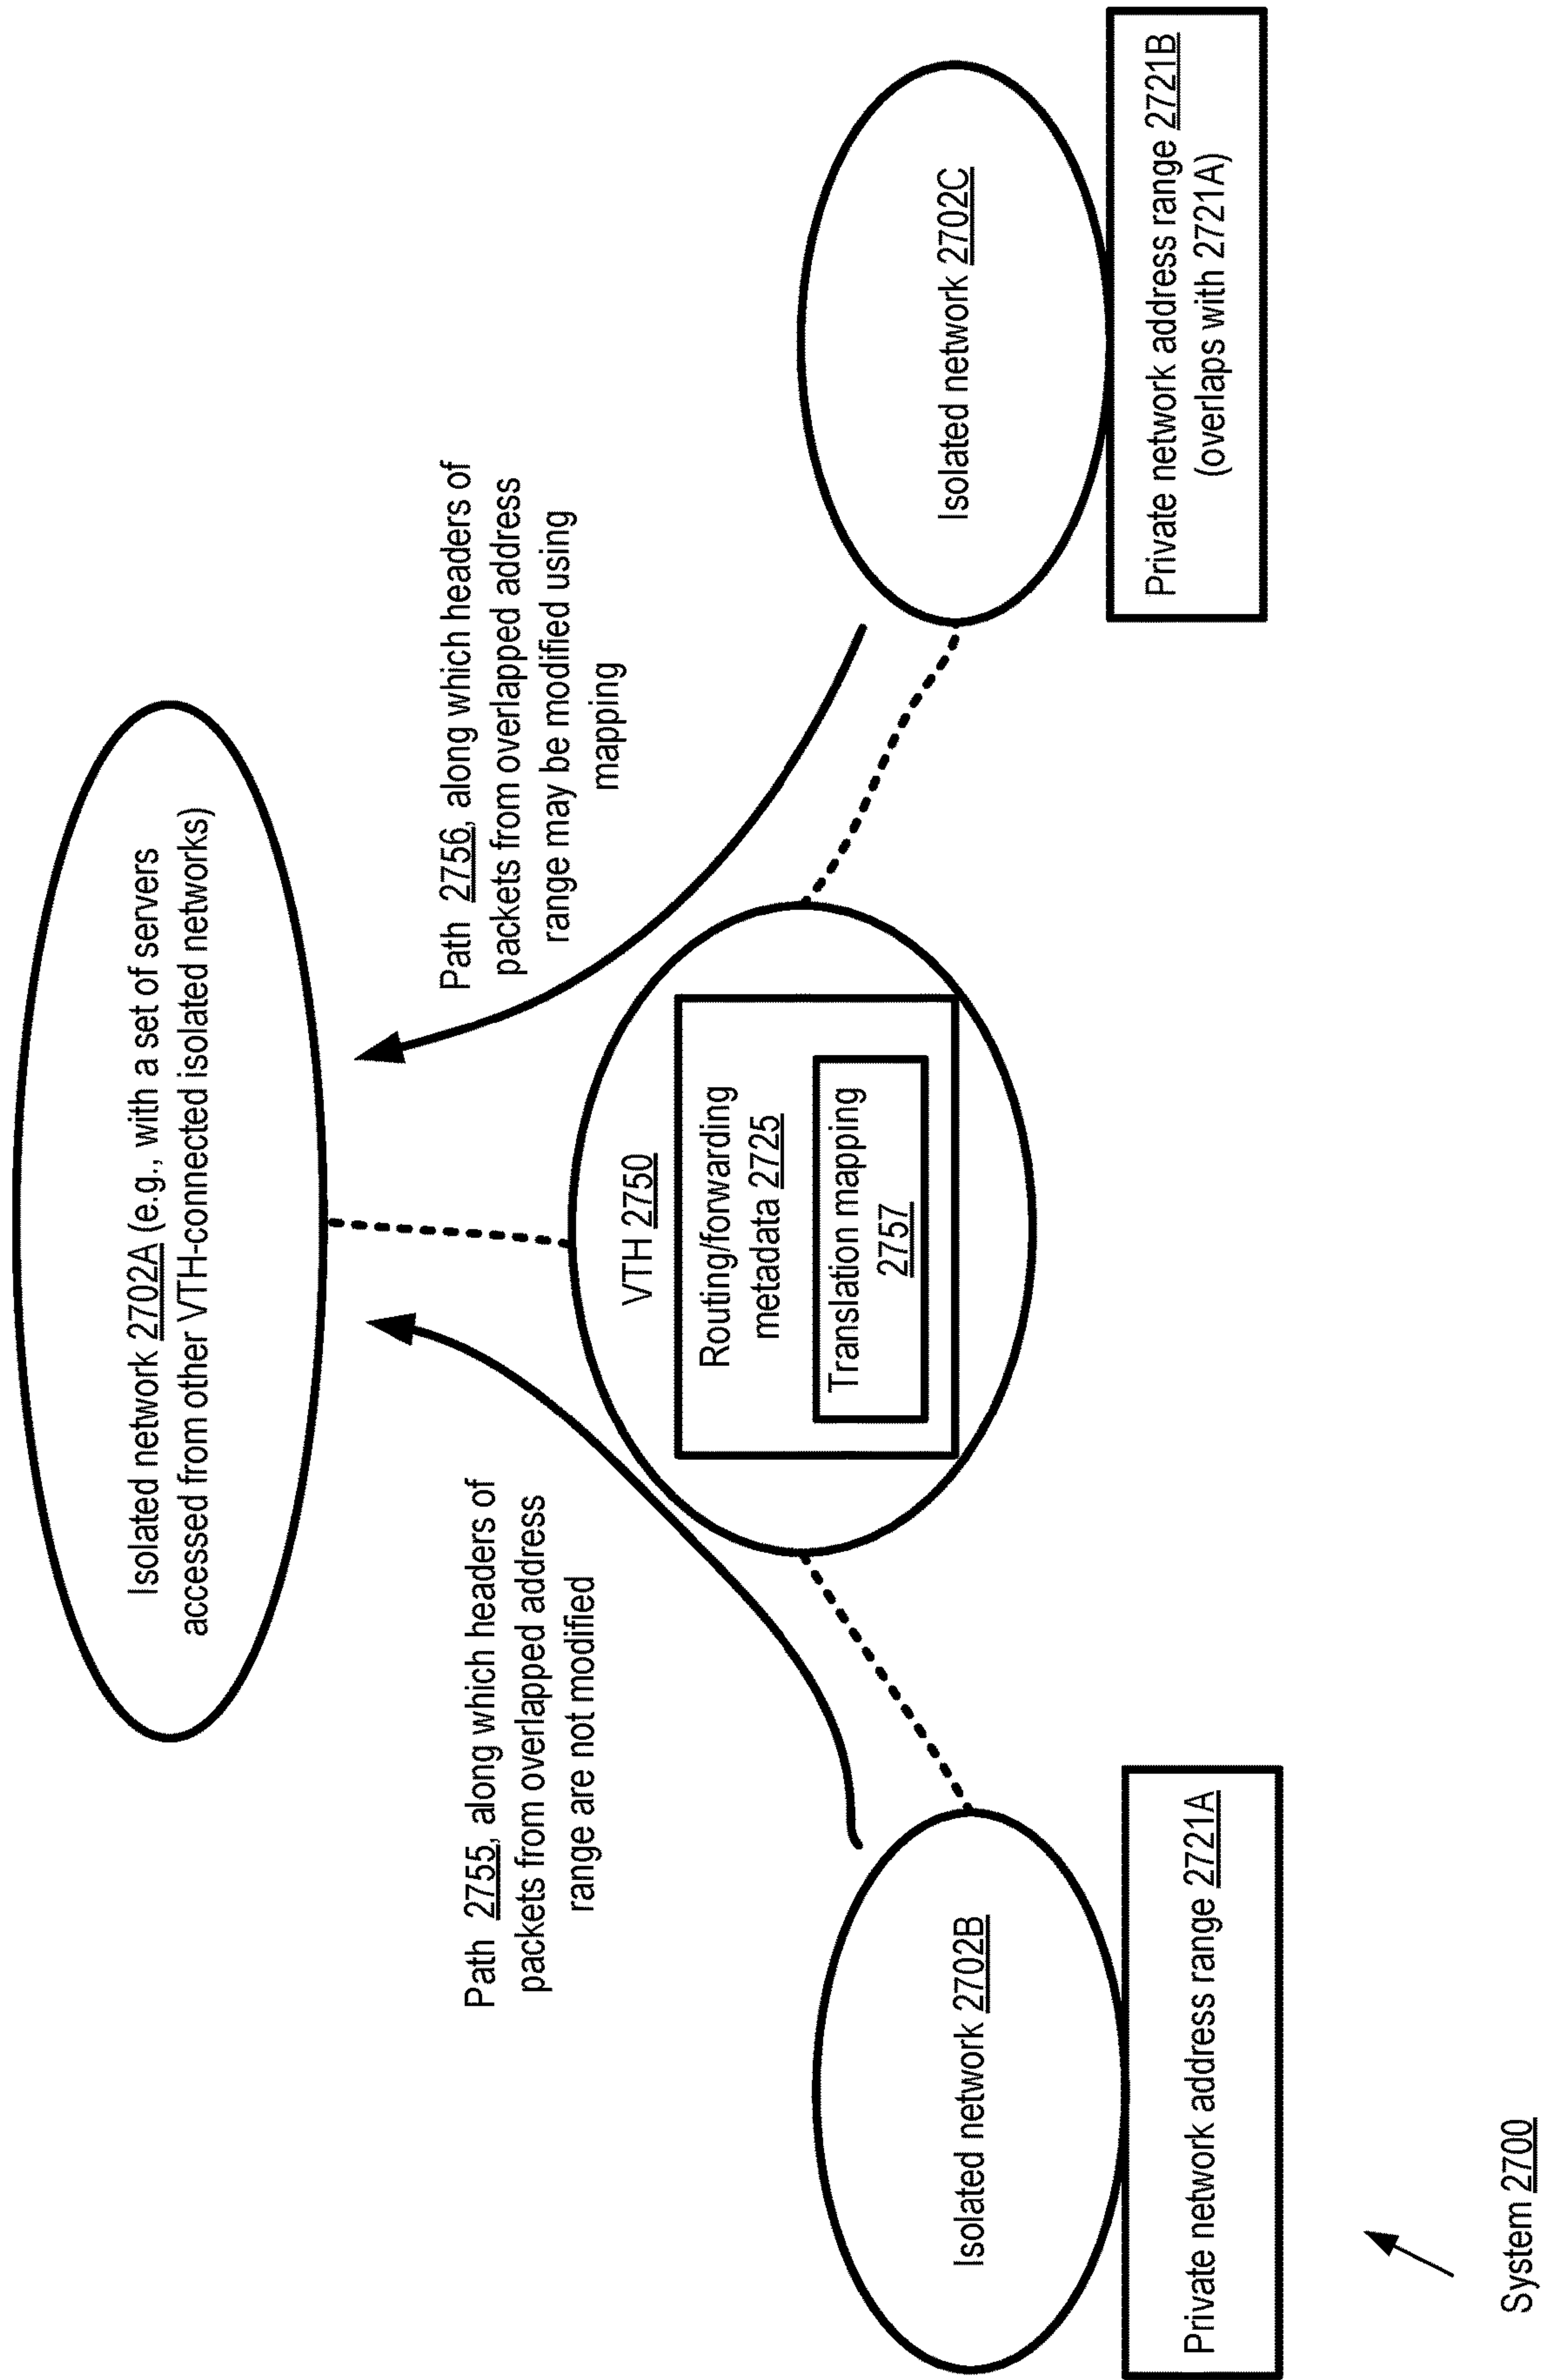 Isolated network 2702A (e.g., with a set of servers
accessed from other VTH-connected isolated networks)
Path 2755, along which headers of
packets from overlapped address
range are not modified
Path 2756, along which headers of
packets from overlapped address
range may be modified using
mapping
VTH 2750
Routing/forwarding
metadata 2725
Translation mapping
2757
Isolated network 2702B
Private network address range 2721A
Isolated network 2702C
Private network address range 2721B
(overlaps with 2721A)
System 2700